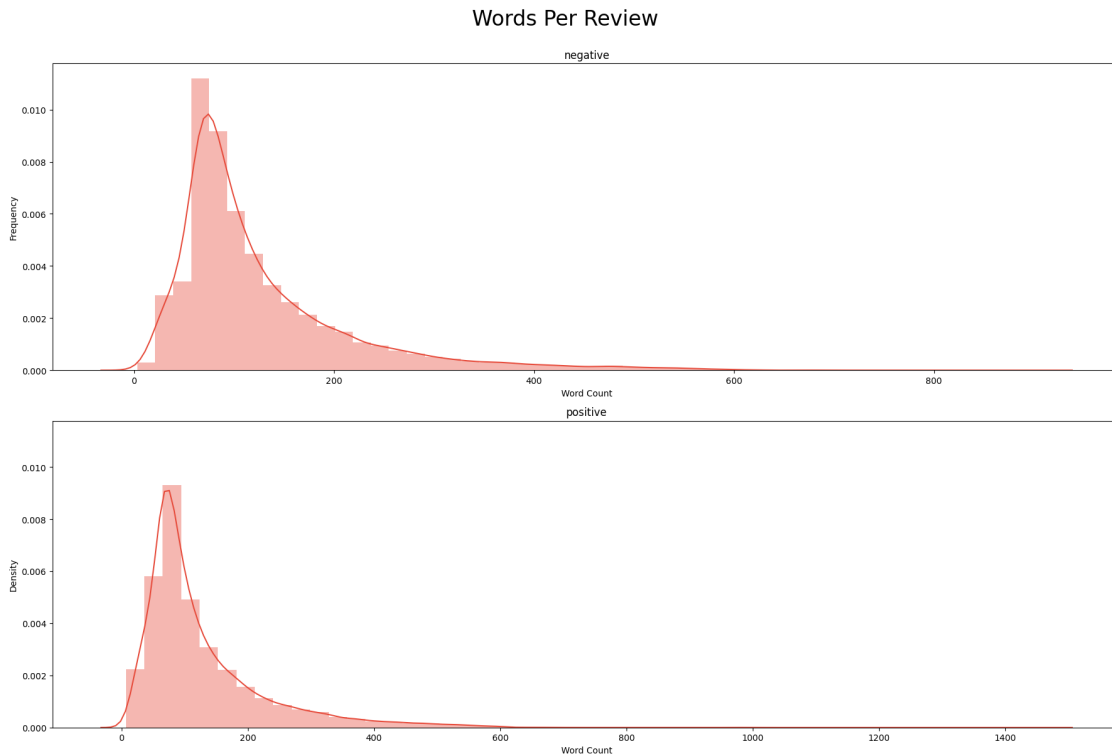 Words Per Review
negative
0.010
0.008
0.006
0.004
0.002
0.000
Frequency
0 200 400 600 800
Word Count
positive
0.010
0.008
0.006
0.004
0.002
0.000
Density
0 200 400 600 800 1000 1200 1400
Word Count